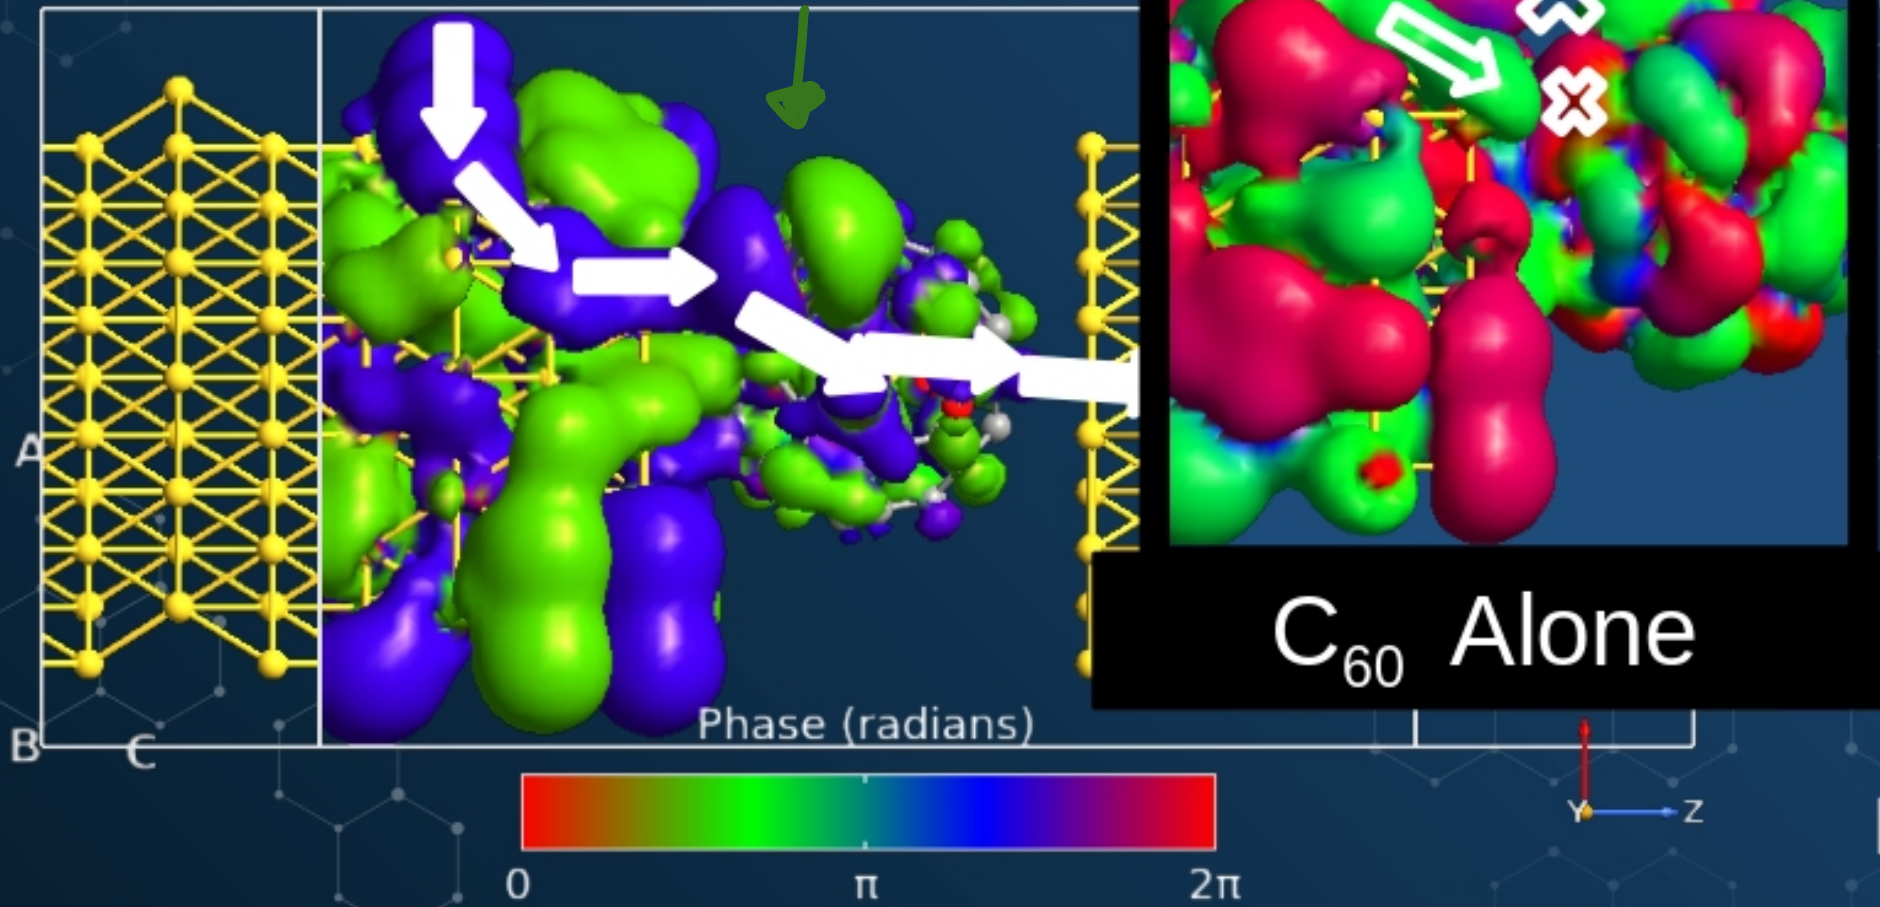 A
B
C
Phase (radians)
0
π
2π
C₆₀ Alone
Y
Z